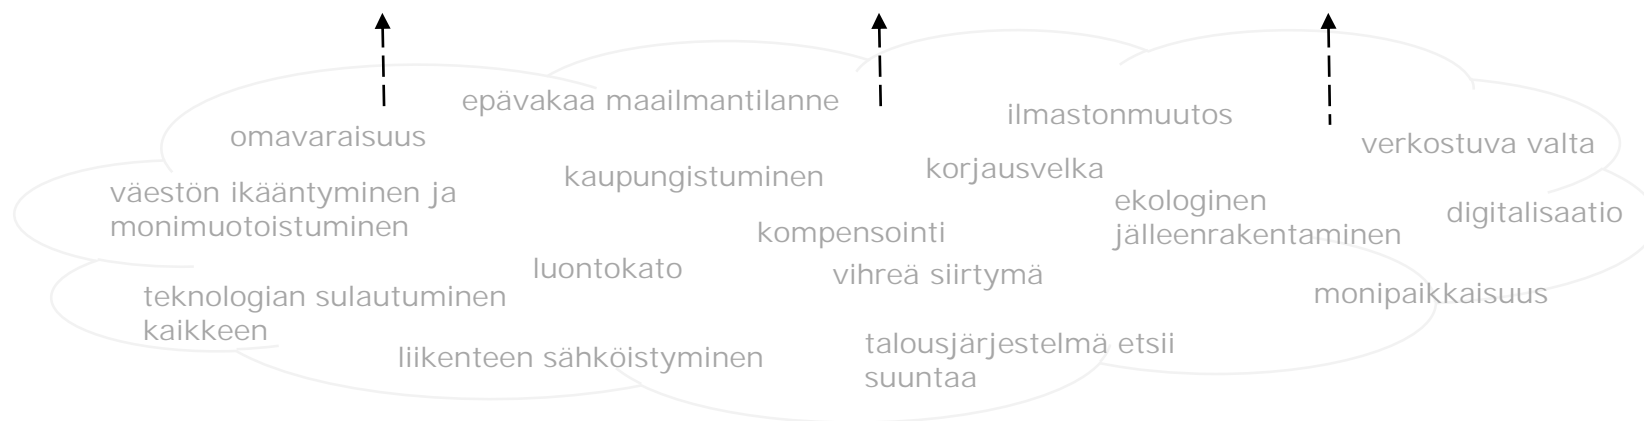 epävakaa maailmantilanne
ilmastonmuutos
omavaraisuus
verkostuva valta
korjausvelka
kaupungistuminen
väestön ikääntyminen ja
monimuotoistuminen
ekologinen
jälleenrakentaminen
digitalisaatio
kompensointi
luontokato
vihreä siirtymä
monipaikkaisuus
teknologian sulautuminen
kaikkeen
liikenteen sähköistyminen
talousjärjestelmä etsii
suuntaa